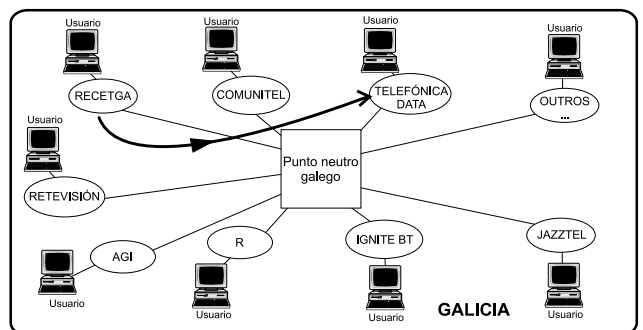 Usuario
Usuario
Usuario
Usuario
RECETGA
COMUNITEL
TELEFÓNICA
DATA
OUTROS
...
Usuario
RETEVISIÓN
Punto neutro
galego
AGI
R
IGNITE BT
JAZZTEL
Usuario
Usuario
Usuario
Usuario
GALICIA